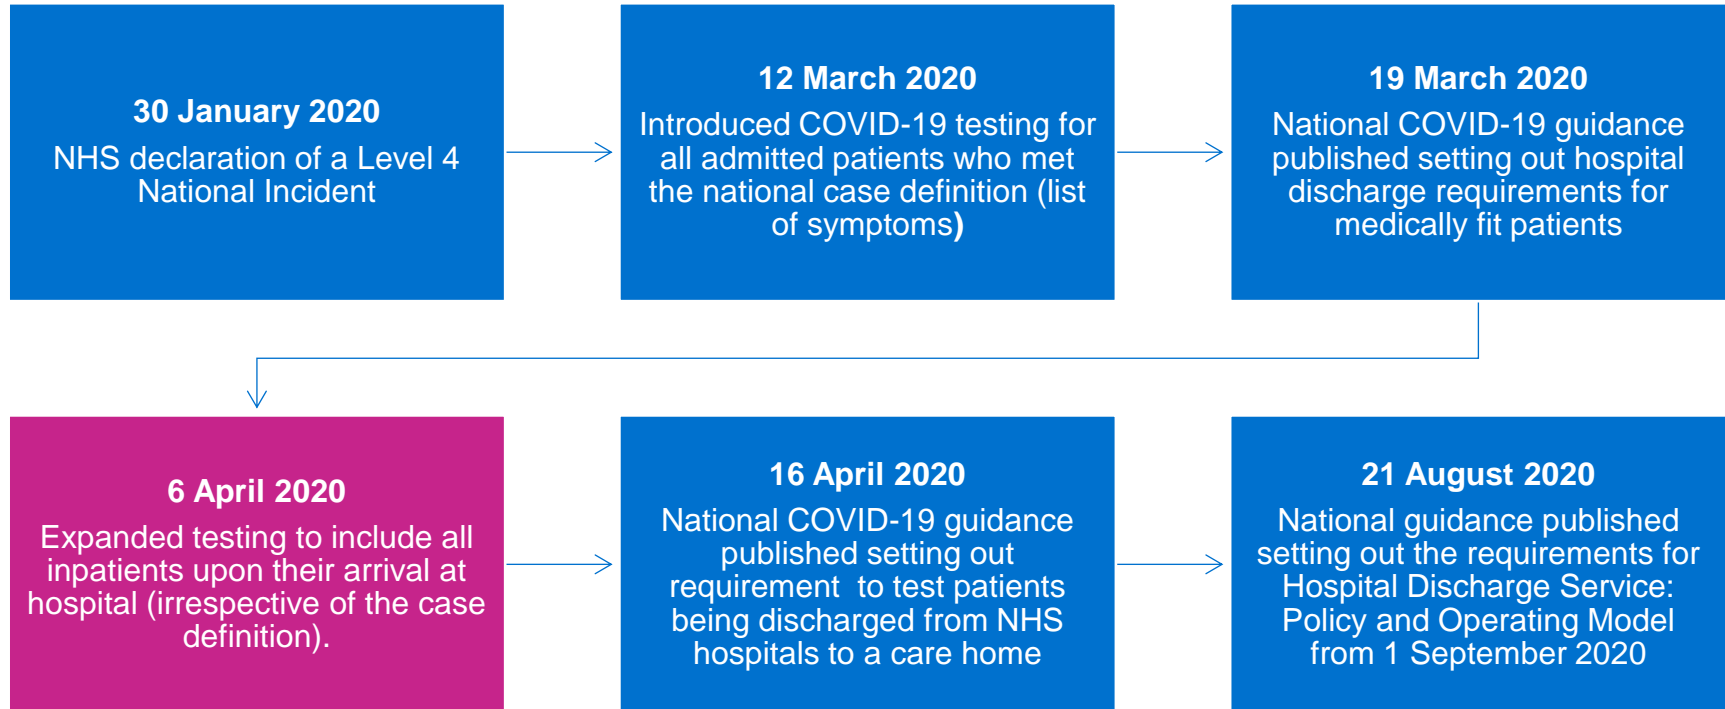 30 January 2020
NHS declaration of a Level 4
National Incident
12 March 2020
Introduced COVID-19 testing for
all admitted patients who met
the national case definition (list
of symptoms)
19 March 2020
National COVID-19 guidance
published setting out hospital
discharge requirements for
medically fit patients
6 April 2020
Expanded testing to include all
inpatients upon their arrival at
hospital (irrespective of the case
definition).
16 April 2020
National COVID-19 guidance
published setting out
requirement  to test patients
being discharged from NHS
hospitals to a care home
21 August 2020
National guidance published
setting out the requirements for
Hospital Discharge Service:
Policy and Operating Model
from 1 September 2020